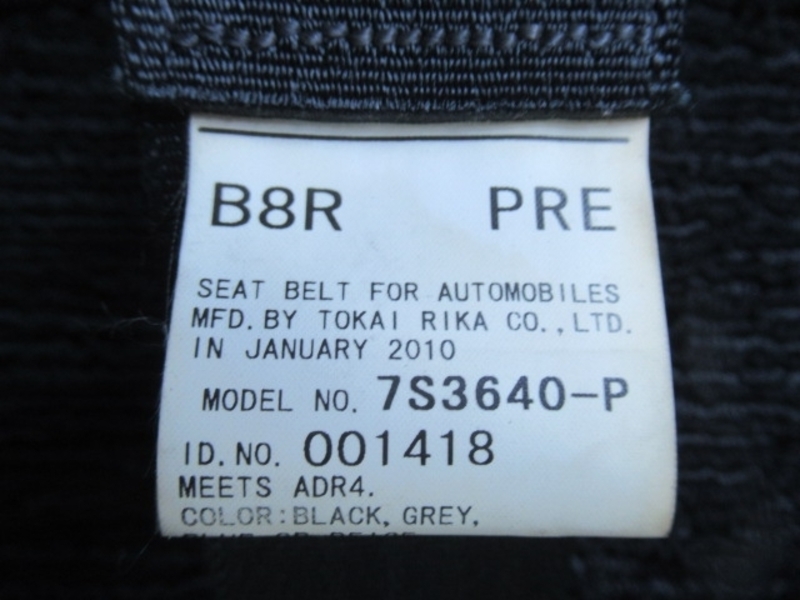 B8R PRE
SEAT BELT FOR AUTOMOBILES
MFD. BY TOKAI RIKA CO., LTD.
IN JANUARY 2010
MODEL NO. 7S3640-P
ID. NO. 001418
MEETS ADR4.
COLOR:BLACK, GREY,